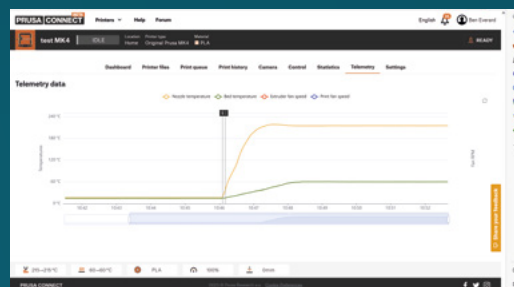 PRUSA CONNECT
Printers
Help
Forum
English
Ben Everard
test MK4
IDLE
Location
Home
Printer type
Original Prusa MK4
Material
PLA
READY
Dashboard
Printer files
Print queue
Print history
Camera
Control
Statistics
Telemetry
Settings
Telemetry data
Nozzle temperature
Bed temperature
Extruder fan speed
Print fan speed
Temperatures
240 °C
180 °C
120 °C
60 °C
0 °C
Share your feedback
PLA
100%
PRUSA CONNECT